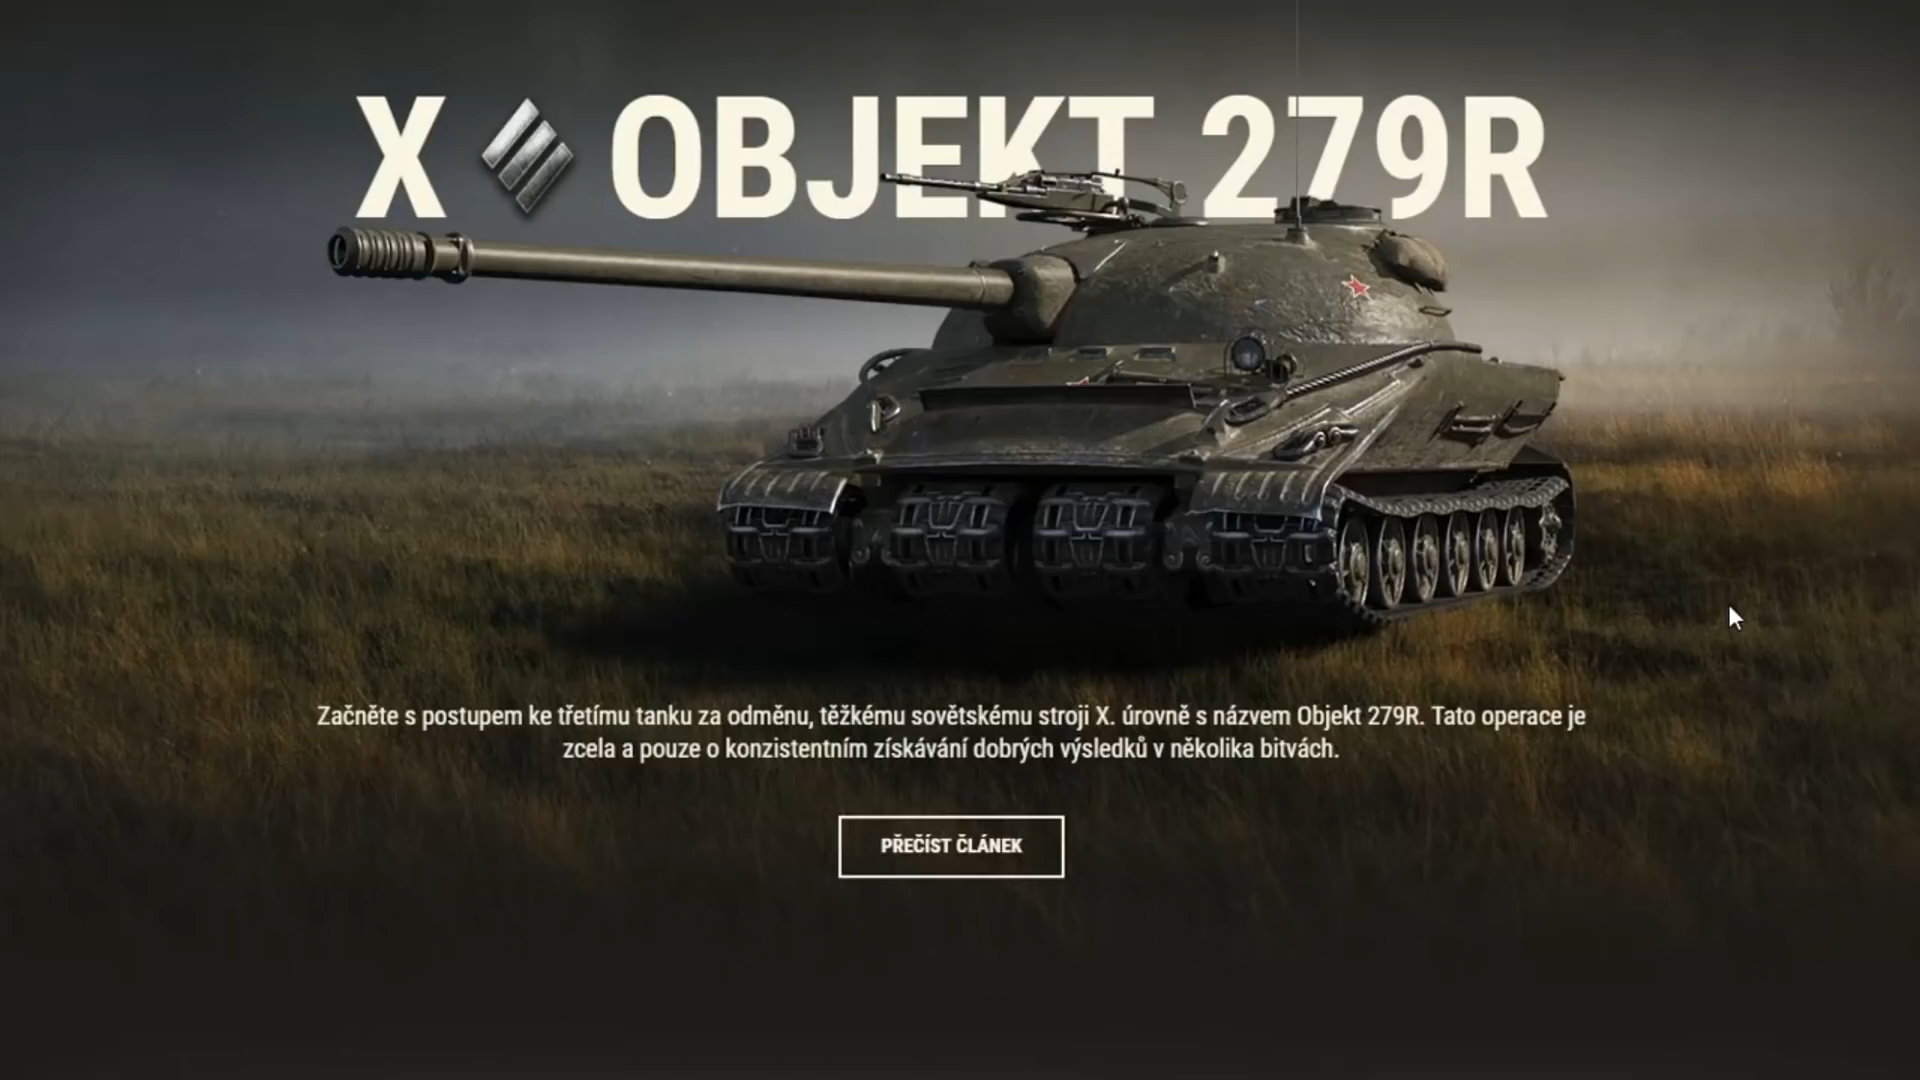 X OBJEKT 279R
Začněte s postupem ke třetímu tanku za odměnu, těžkému sovětskému stroji X. úrovně s názvem Objekt 279R. Tato operace je
zcela a pouze o konzistentním získávání dobrých výsledků v několika bitvách.
PŘEČÍST ČLÁNEK